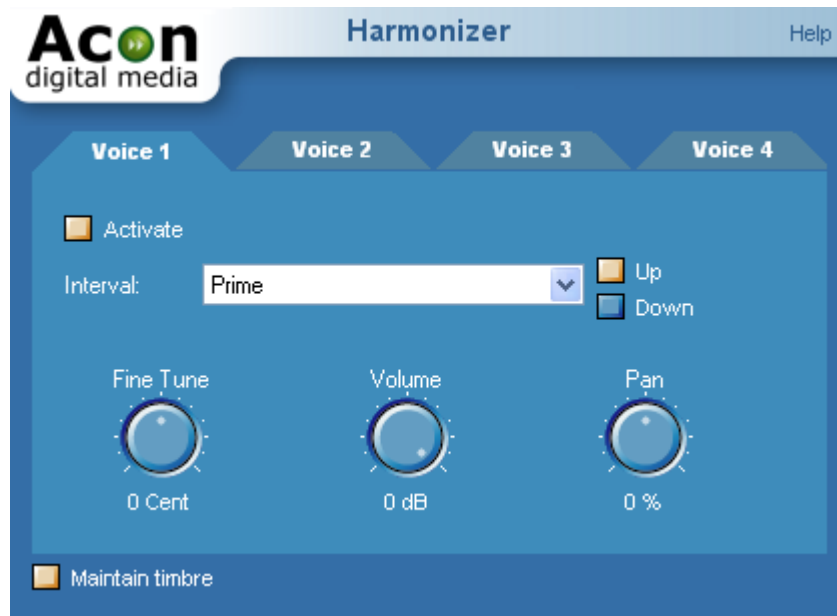 Acon
digital media
Harmonizer
Help
Voice 1 Voice 2 Voice 3 Voice 4
Activate
Interval: Prime
Up
Down
Fine Tune Volume Pan
0 Cent 0 dB 0 %
Maintain timbre